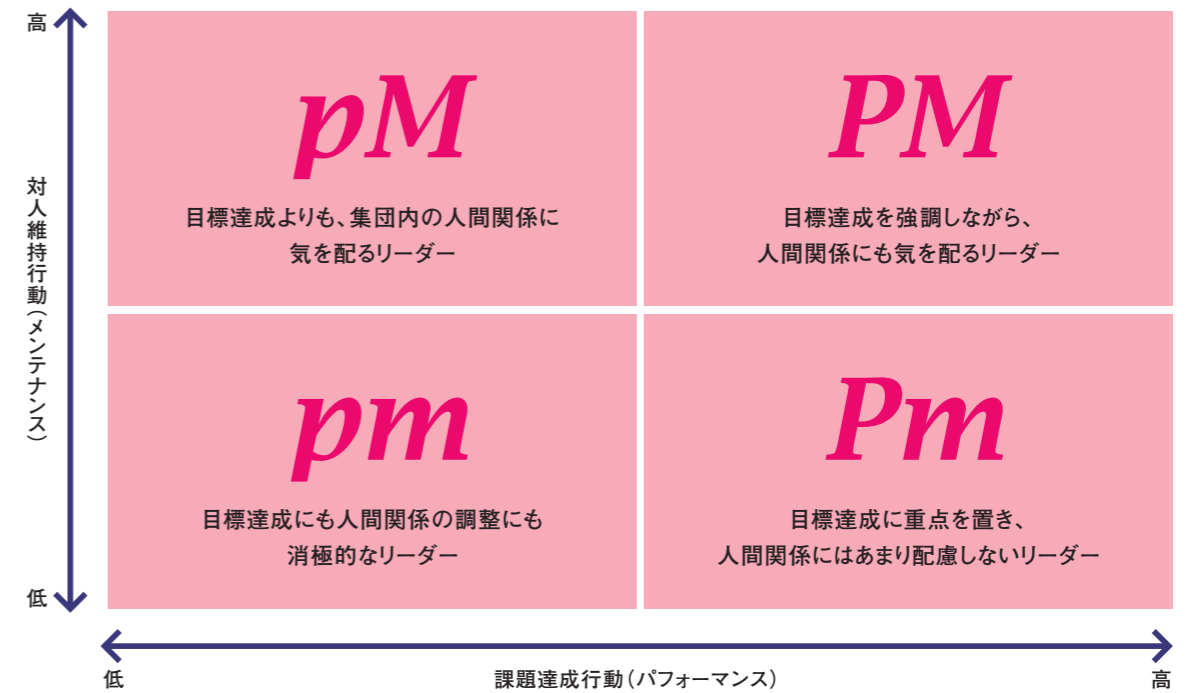 高
対人維持行動(メンテナンス)
低
pM
目標達成よりも、集団内の人間関係に
気を配るリーダー
PM
目標達成を強調しながら、
人間関係にも気を配るリーダー
pm
目標達成にも人間関係の調整にも
消極的なリーダー
Pm
目標達成に重点を置き、
人間関係にはあまり配慮しないリーダー
低
課題達成行動(パフォーマンス)
高